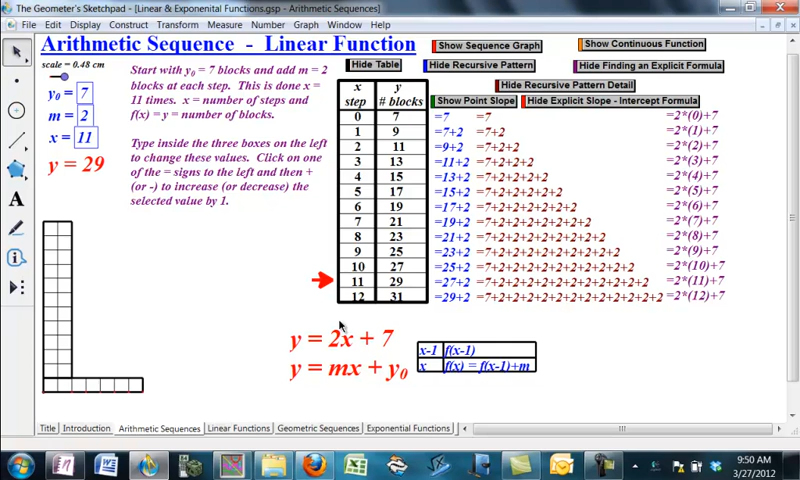 The Geometer's Sketchpad - [Linear & Exponenital Functions.gsp - Arithmetic Sequences]
File Edit Display Construct Transform Measure Number Graph Window Help
Arithmetic Sequence - Linear Function
Show Sequence Graph
Show Continuous Function
scale = 0.48 cm
Hide Table
Hide Recursive Pattern
Hide Finding an Explicit Formula
Hide Recursive Pattern Detail
Show Point Slope
Hide Explicit Slope - Intercept Formula
y₀ = 7
m = 2
x = 11
y = 29
Start with y₀ = 7 blocks and add m = 2
blocks at each step. This is done x =
11 times. x = number of steps and
f(x) = y = number of blocks.
Type inside the three boxes on the left
to change these values. Click on one
of the = signs to the left and then +
(or -) to increase (or decrease) the
selected value by 1.
x y
step # blocks
0 7 =7 =7 =2*(0)+7
1 9 =7+2 =7+2 =2*(1)+7
2 11 =9+2 =7+2+2 =2*(2)+7
3 13 =11+2 =7+2+2+2 =2*(3)+7
4 15 =13+2 =7+2+2+2+2 =2*(4)+7
5 17 =15+2 =7+2+2+2+2+2 =2*(5)+7
6 19 =17+2 =7+2+2+2+2+2+2 =2*(6)+7
7 21 =19+2 =7+2+2+2+2+2+2+2 =2*(7)+7
8 23 =21+2 =7+2+2+2+2+2+2+2+2 =2*(8)+7
9 25 =23+2 =7+2+2+2+2+2+2+2+2+2 =2*(9)+7
10 27 =25+2 =7+2+2+2+2+2+2+2+2+2+2 =2*(10)+7
11 29 =27+2 =7+2+2+2+2+2+2+2+2+2+2+2 =2*(11)+7
12 31 =29+2 =7+2+2+2+2+2+2+2+2+2+2+2+2 =2*(12)+7
y = 2x + 7
y = mx + y₀
x-1 f(x-1)
x f(x) = f(x-1)+m
Title Introduction Arithmetic Sequences Linear Functions Geometric Sequences Exponential Functions
9:50 AM
3/27/2012